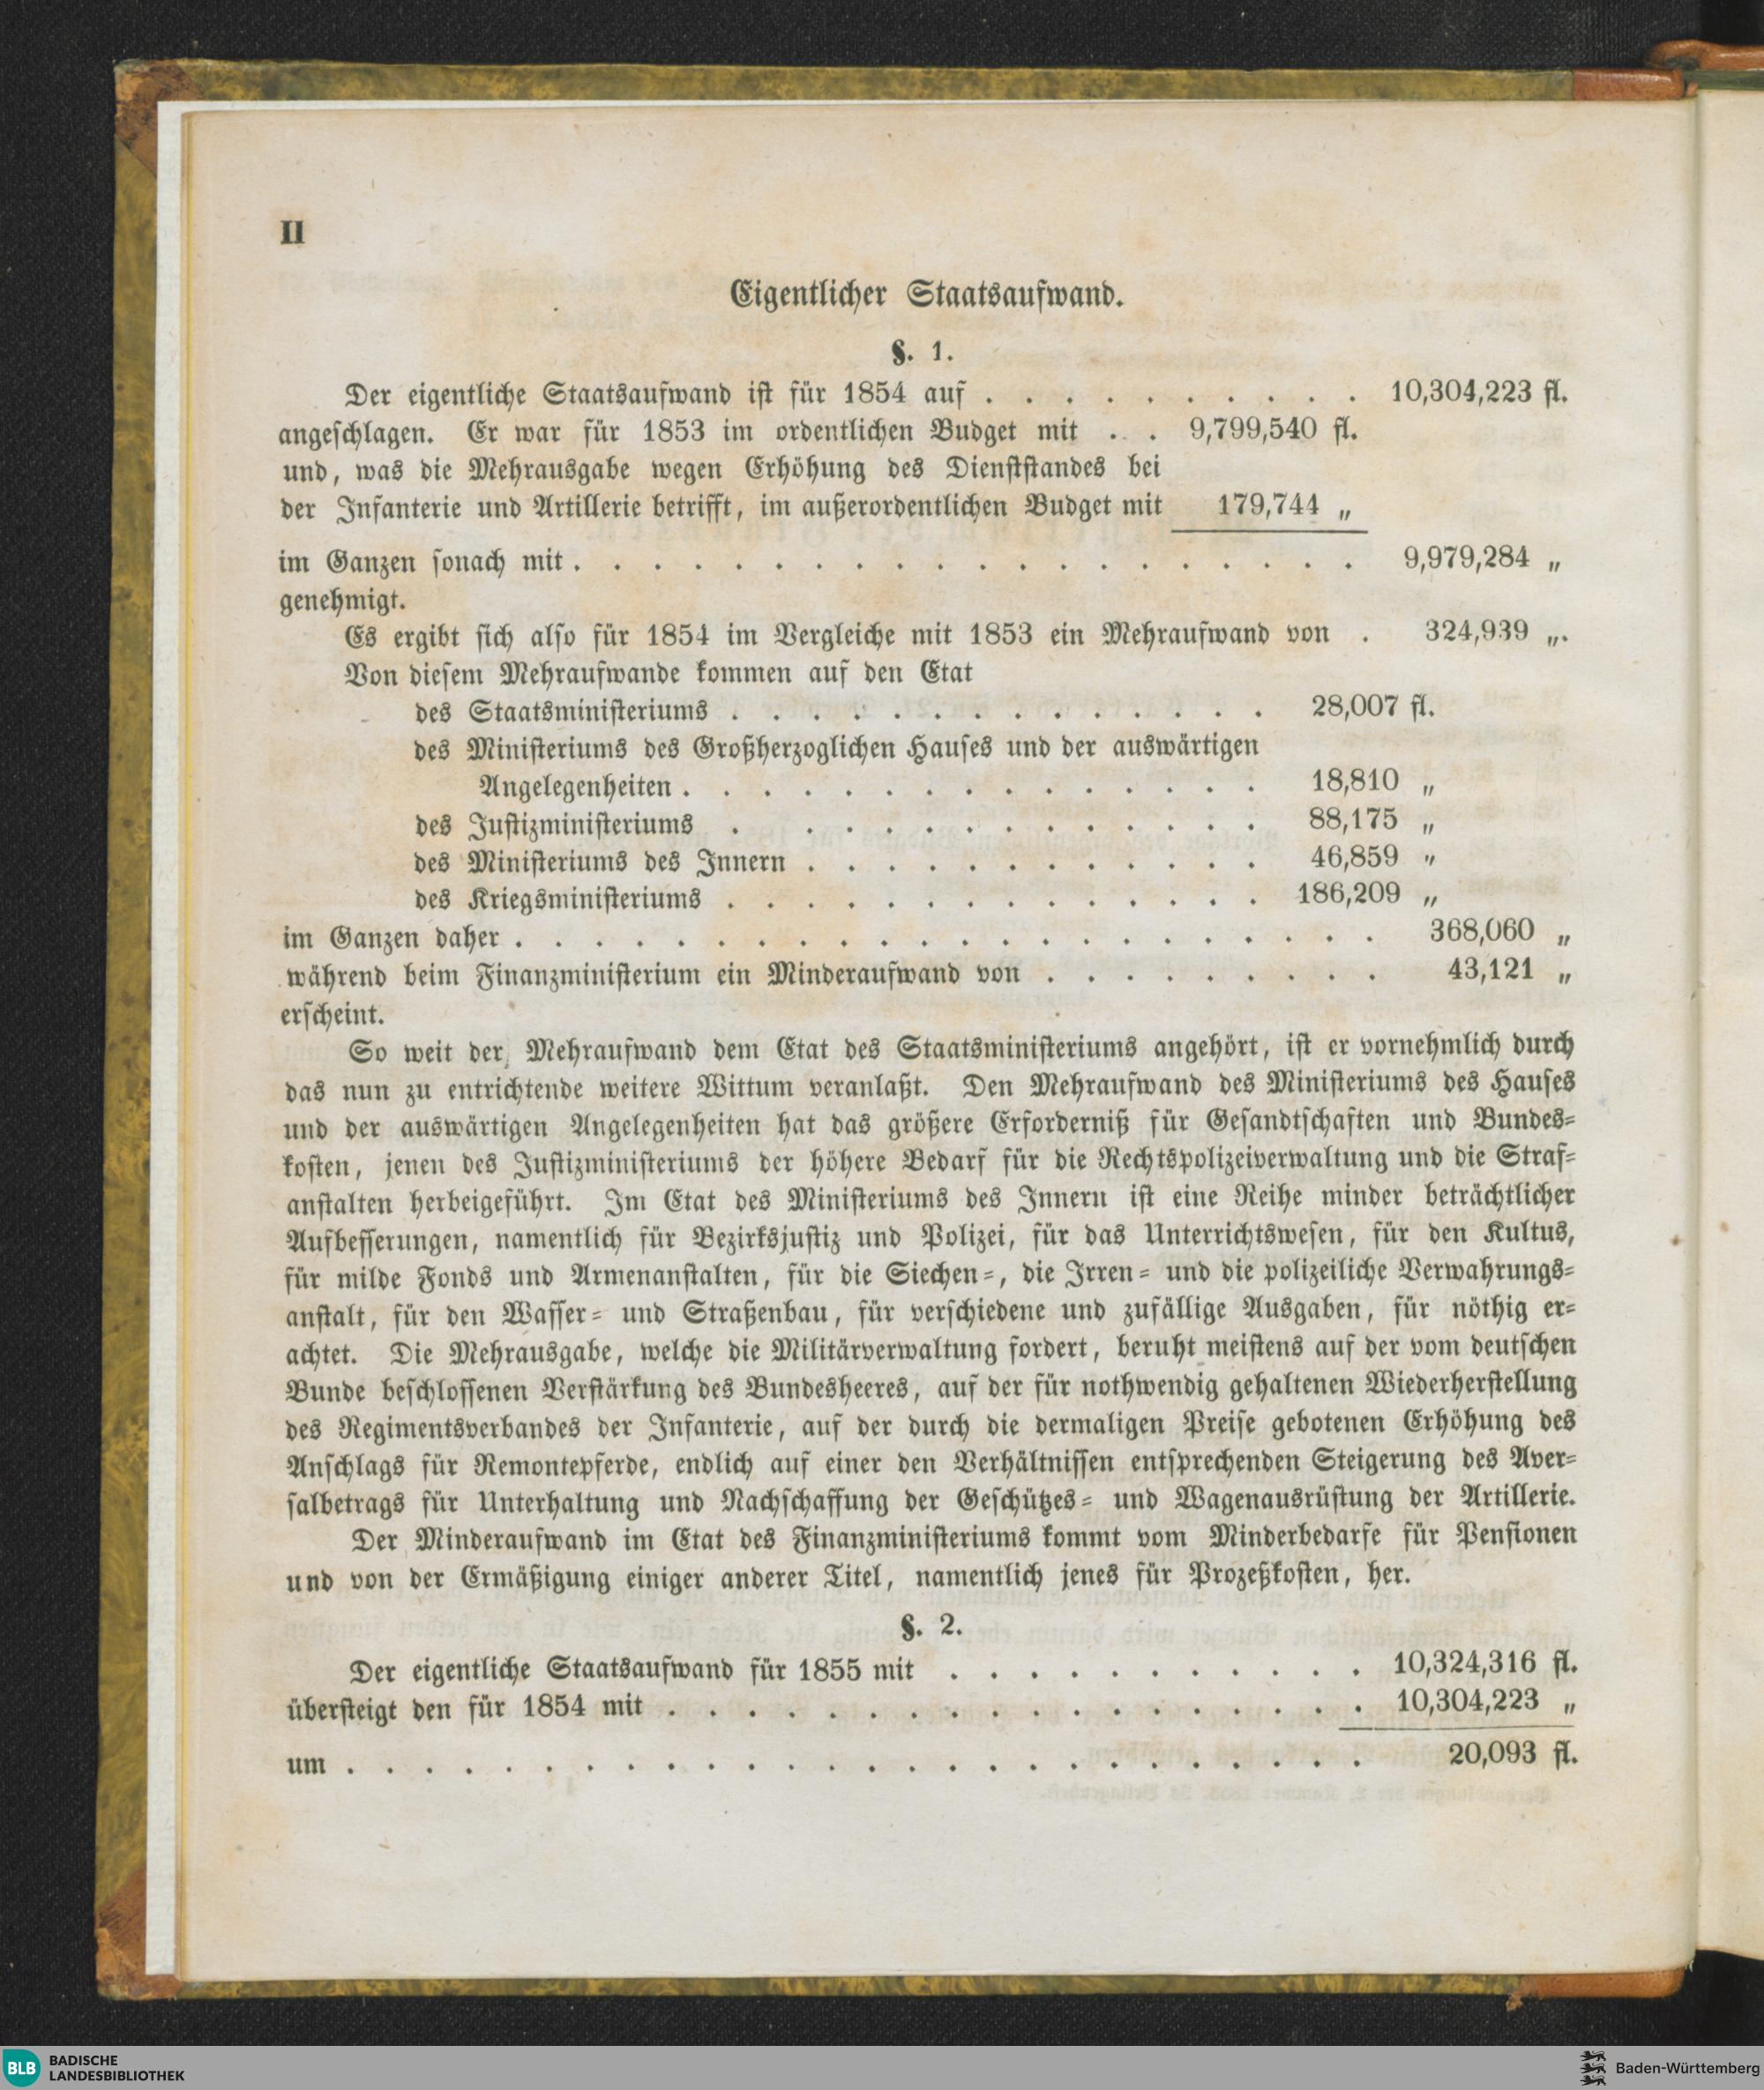 II
Eigentlicher Staatsaufwand.
§. 1.
Der eigentliche Staatsaufwand ist für 1854 auf . . . . . . . . . . 10,304,223 fl.
angeschlagen. Er war für 1853 im ordentlichen Budget mit . . 9,799,540 fl.
und, was die Mehrausgabe wegen Erhöhung des Dienststandes bei
der Infanterie und Artillerie betrifft, im außerordentlichen Budget mit 179,744 „
im Ganzen sonach mit . . . . . . . . . . . . . . . . . . . . 9,979,284 „
genehmigt.
Es ergibt sich also für 1854 im Vergleiche mit 1853 ein Mehraufwand von . 324,939 „.
Von diesem Mehraufwande kommen auf den Etat
des Staatsministeriums . . . . . . . . . . . . . . 28,007 fl.
des Ministeriums des Großherzoglichen Hauses und der auswärtigen
Angelegenheiten . . . . . . . . . . . . . . . 18,810 „
des Justizministeriums . . . . . . . . . . . . . 88,175 „
des Ministeriums des Innern . . . . . . . . . . . . 46,859 „
des Kriegsministeriums . . . . . . . . . . . . . . 186,209 „
im Ganzen daher . . . . . . . . . . . . . . . . . . . . . . 368,060 „
während beim Finanzministerium ein Minderaufwand von . . . . . . . . . 43,121 „
erscheint.
So weit der Mehraufwand dem Etat des Staatsministeriums angehört, ist er vornehmlich durch
das nun zu entrichtende weitere Wittum veranlaßt. Den Mehraufwand des Ministeriums des Hauses
und der auswärtigen Angelegenheiten hat das größere Erforderniß für Gesandtschaften und Bundes-
kosten, jenen des Justizministeriums der höhere Bedarf für die Rechtspolizeiverwaltung und die Straf-
anstalten herbeigeführt. Im Etat des Ministeriums des Innern ist eine Reihe minder beträchtlicher
Aufbesserungen, namentlich für Bezirksjustiz und Polizei, für das Unterrichtswesen, für den Kultus,
für milde Fonds und Armenanstalten, für die Siechen-, die Irren- und die polizeiliche Verwahrungs-
anstalt, für den Wasser- und Straßenbau, für verschiedene und zufällige Ausgaben, für nöthig er-
achtet. Die Mehrausgabe, welche die Militärverwaltung fordert, beruht meistens auf der vom deutschen
Bunde beschlossenen Verstärkung des Bundesheeres, auf der für nothwendig gehaltenen Wiederherstellung
des Regimentsverbandes der Infanterie, auf der durch die dermaligen Preise gebotenen Erhöhung des
Anschlags für Remontepferde, endlich auf einer den Verhältnissen entsprechenden Steigerung des Aver-
salbetrags für Unterhaltung und Nachschaffung der Geschützes- und Wagenausrüstung der Artillerie.
Der Minderaufwand im Etat des Finanzministeriums kommt vom Minderbedarfe für Pensionen
und von der Ermäßigung einiger anderer Titel, namentlich jenes für Prozeßkosten, her.
§. 2.
Der eigentliche Staatsaufwand für 1855 mit . . . . . . . . . . . 10,324,316 fl.
übersteigt den für 1854 mit . . . . . . . . . . . . . . . . . . 10,304,223 „
um . . . . . . . . . . . . . . . . . . . . . . . . . . 20,093 fl.
BLB BADISCHE
LANDESBIBLIOTHEK
Baden-Württemberg